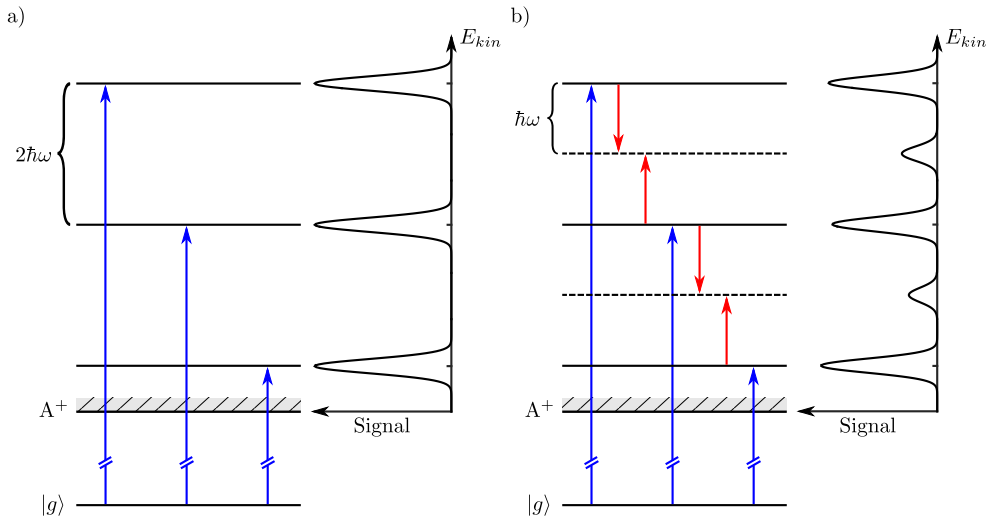 a)
E_kin
2ħω
A⁺
Signal
|g⟩
b)
E_kin
ħω
A⁺
Signal
|g⟩